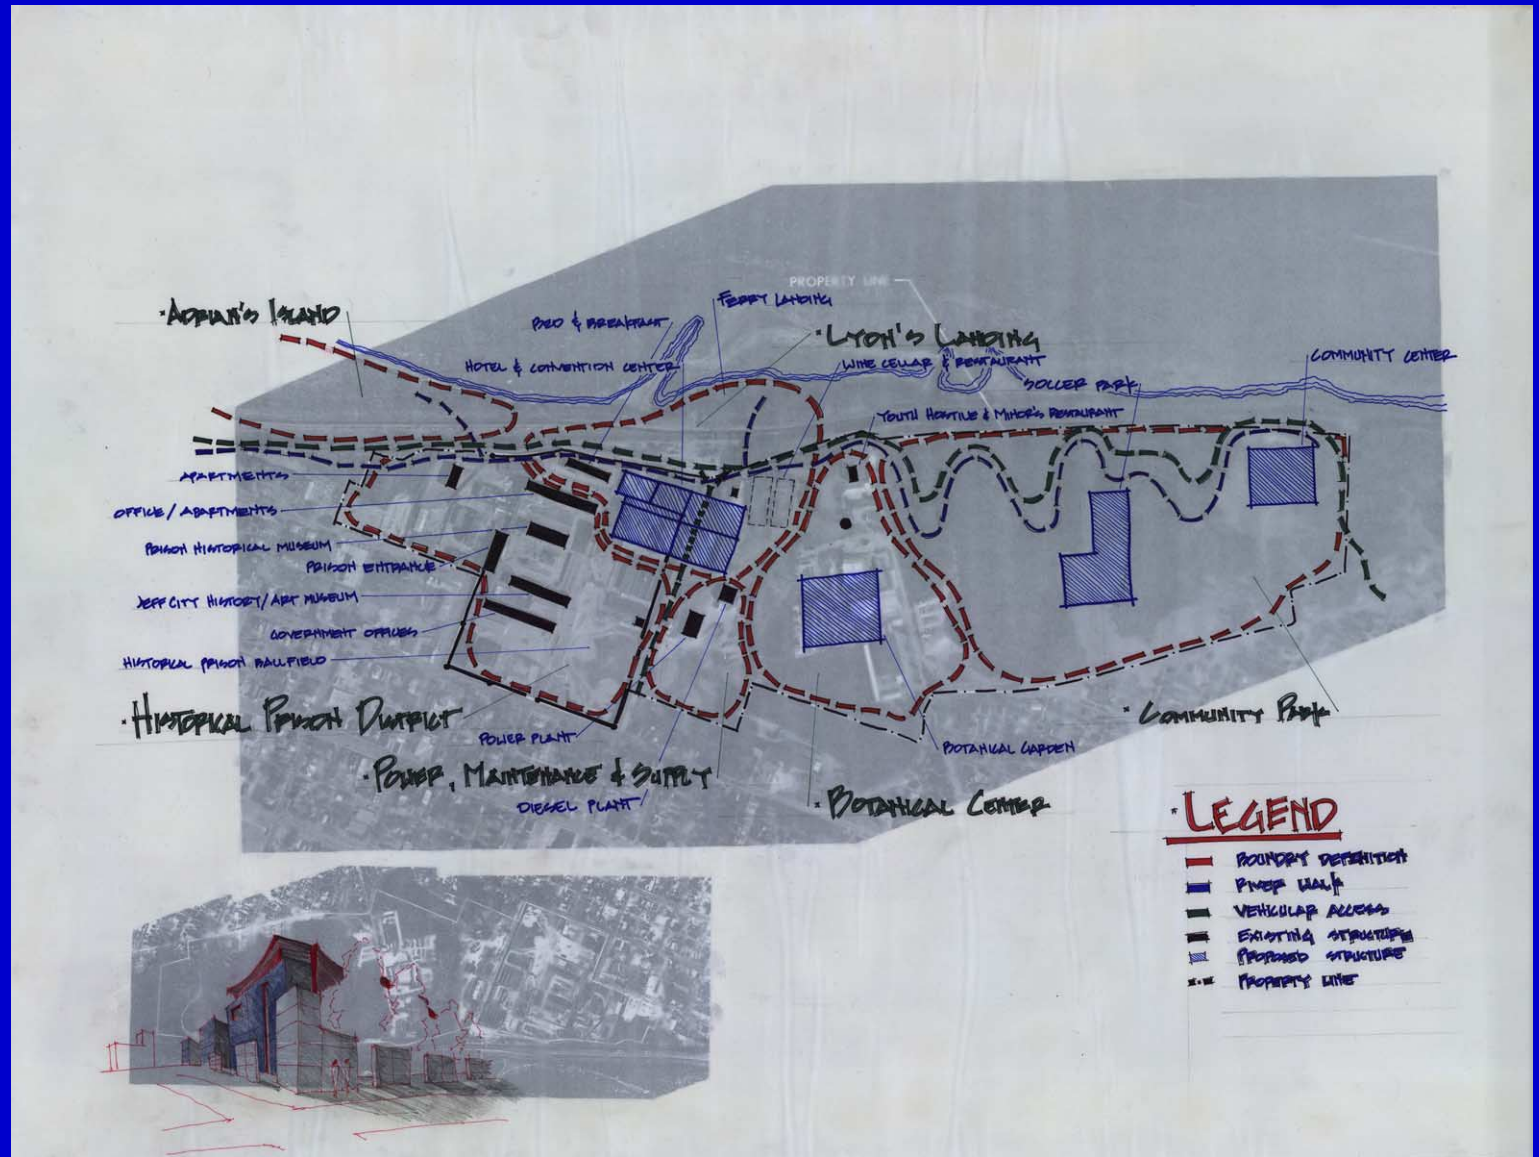 PROPERTY LINE
FERRY LANDING
• ADRIAN'S ISLAND
BED & BREAKFAST
• LYON'S LANDING
HOTEL & CONVENTION CENTER
WINE CELLAR & RESTAURANT
COMMUNITY CENTER
SOCCER PARK
YOUTH HOSTILE & MINOR'S RESTAURANT
APARTMENTS
OFFICE / APARTMENTS
PRISON HISTORICAL MUSEUM
PRISON ENTRANCE
JEFF CITY HISTORY/ART MUSEUM
GOVERNMENT OFFICES
HISTORICAL PRISON BALLFIELD
• HISTORICAL PRISON DISTRICT
• COMMUNITY PARK
POWER PLANT
BOTANICAL GARDEN
• POWER, MAINTENANCE & SUPPLY
DIESEL PLANT
• BOTANICAL CENTER
• LEGEND
BOUNDRY DEFENITION
RIVER WALK
VEHICULAR ACCESS
EXISTING STRUCTURE
PROPOSED STRUCTURE
PROPERTY LINE